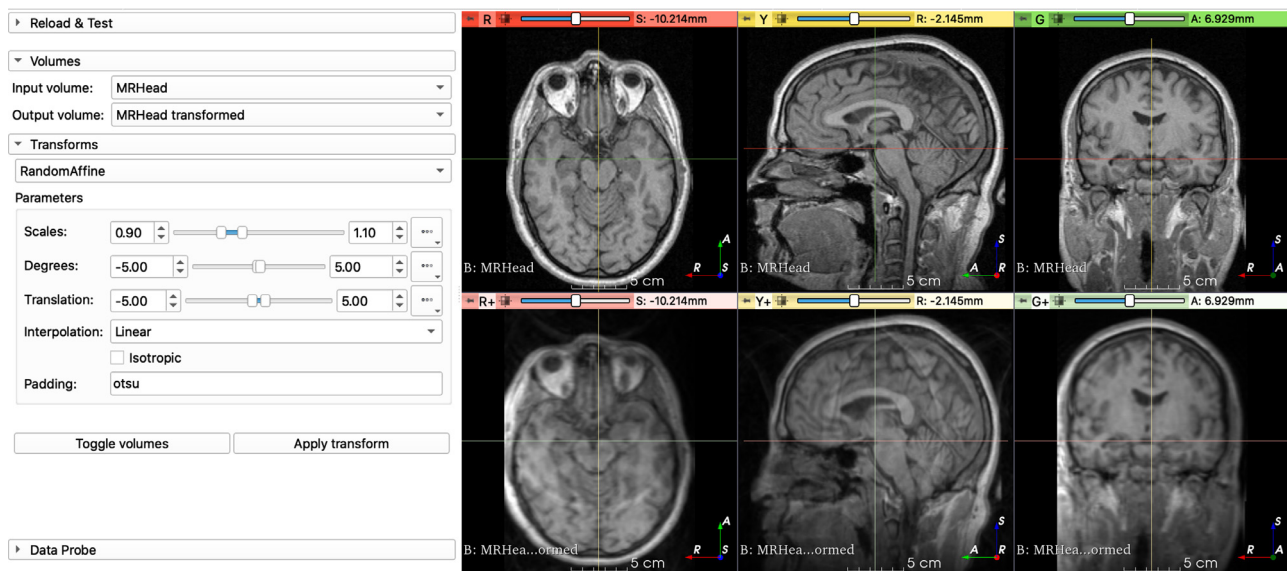 Reload & Test
Volumes
Input volume: MRHead
Output volume: MRHead transformed
Transforms
RandomAffine
Parameters
Scales: 0.90 1.10
Degrees: -5.00 5.00
Translation: -5.00 5.00
Interpolation: Linear
Isotropic
Padding: otsu
Toggle volumes Apply transform
Data Probe
R S: -10.214mm
A
R S
B: MRHead
5 cm
Y R: -2.145mm
S
A R
B: MRHead
5 cm
G A: 6.929mm
S
R A
B: MRHead
5 cm
R+ S: -10.214mm
A
R S
B: MRHea...ormed
5 cm
Y+ R: -2.145mm
S
A R
B: MRHea...ormed
5 cm
G+ A: 6.929mm
S
R A
B: MRHea...ormed
5 cm